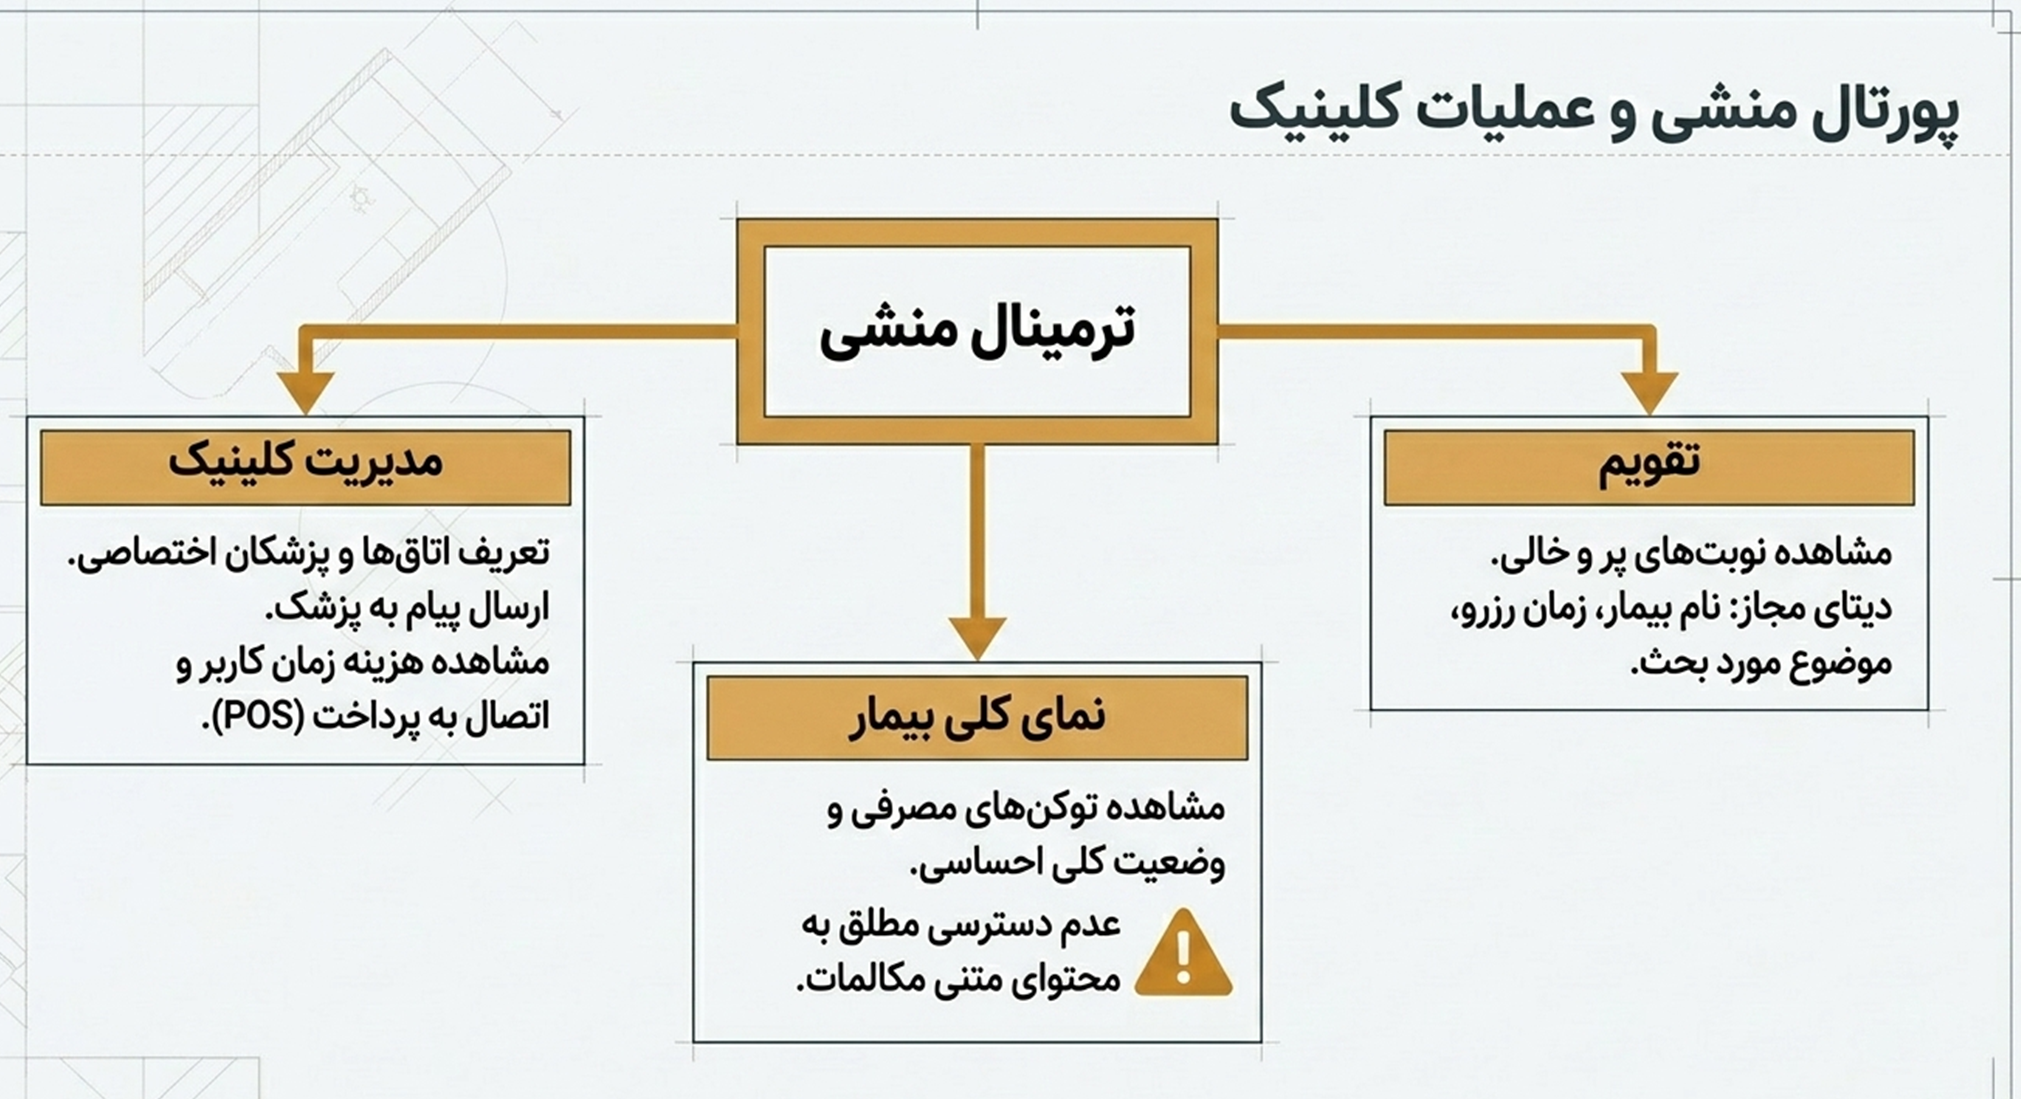 پورتال منشی و عملیات کلینیک
ترمینال منشی
تقویم
مشاهده نوبت‌های پر و خالی.
دیتای مجاز: نام بیمار، زمان رزرو،
موضوع مورد بحث.
نمای کلی بیمار
مشاهده توکن‌های مصرفی و
وضعیت کلی احساسی.
عدم دسترسی مطلق به
محتوای متنی مکالمات.
مدیریت کلینیک
تعریف اتاق‌ها و پزشکان اختصاصی.
ارسال پیام به پزشک.
مشاهده هزینه زمان کاربر و
اتصال به پرداخت (POS).